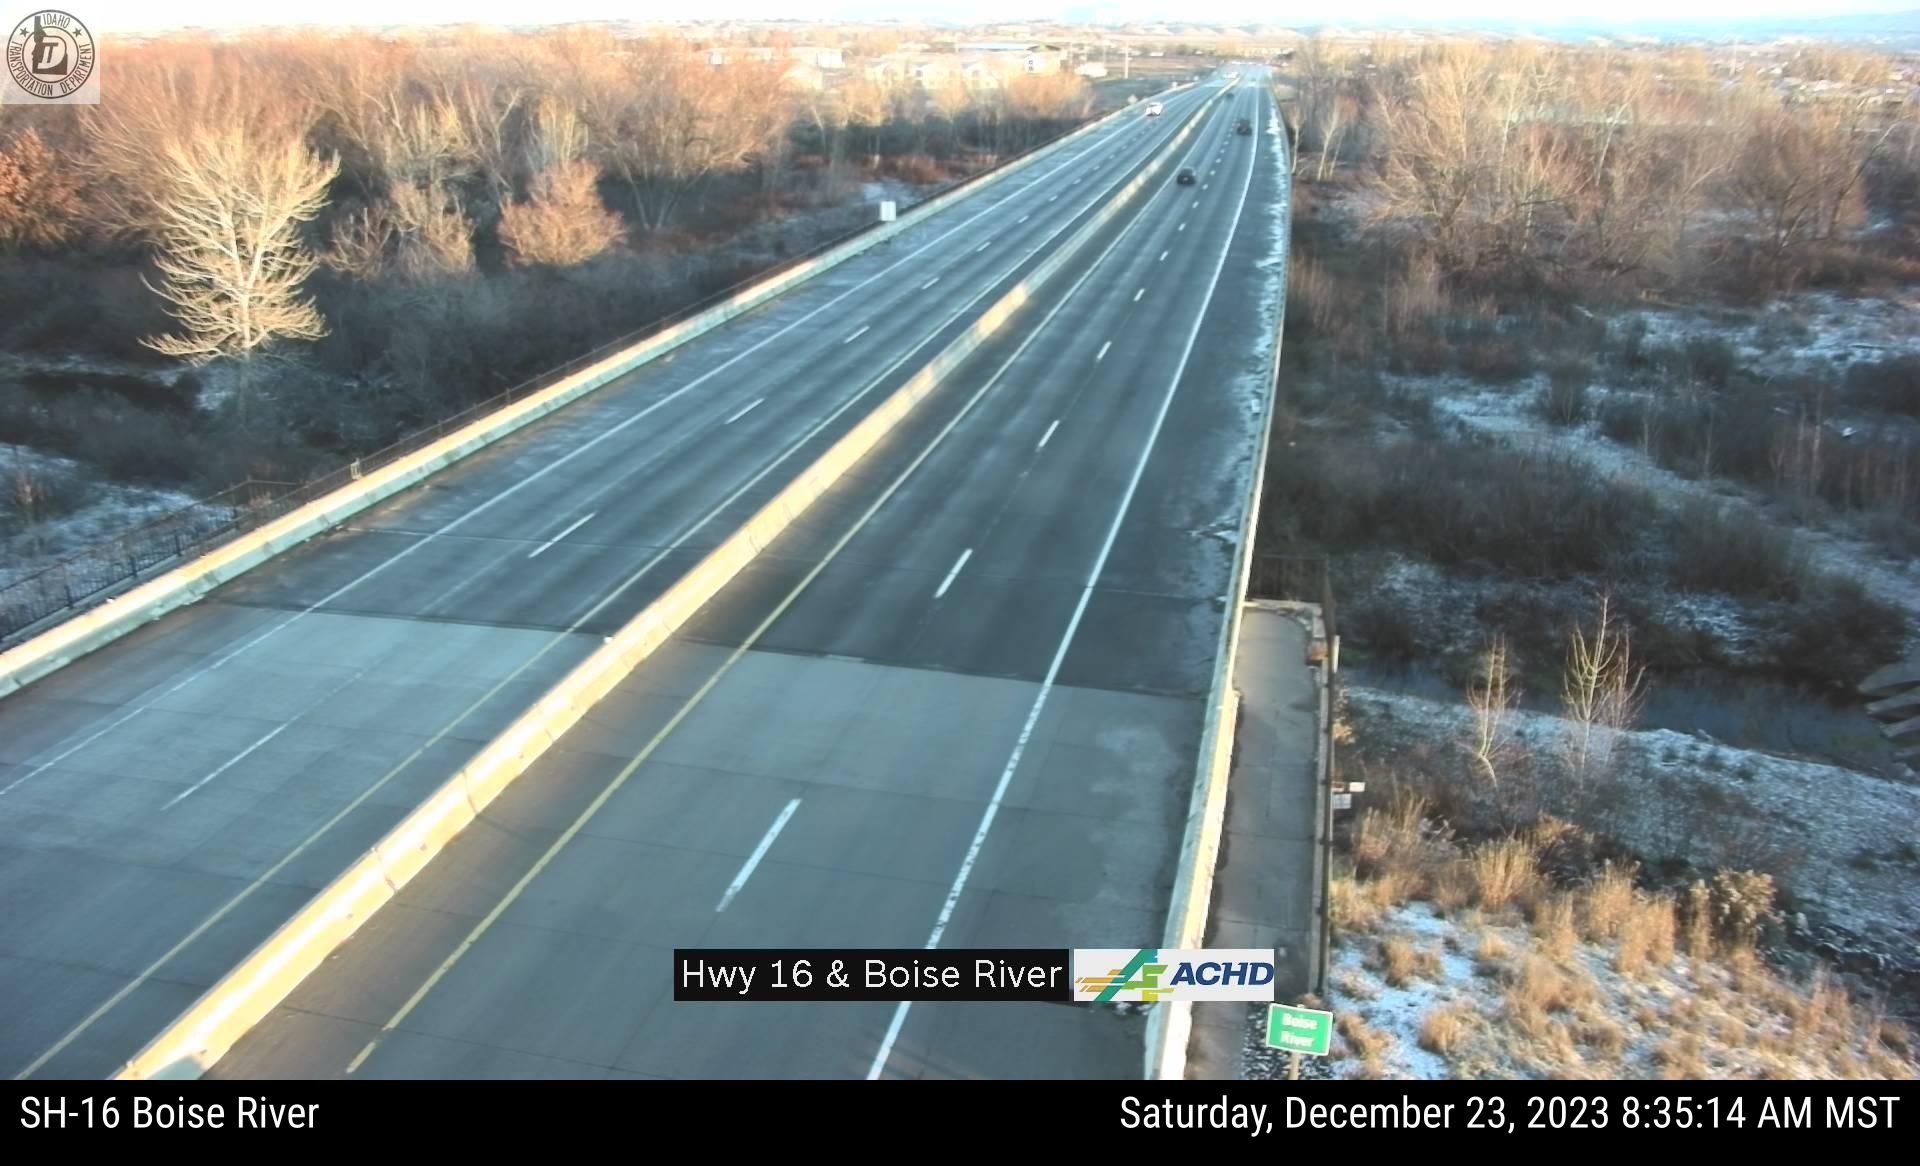 IDAHO
TRANSPORTATION DEPARTMENT
Hwy 16 & Boise River
ACHD
Boise
River
SH-16 Boise River
Saturday, December 23, 2023 8:35:14 AM MST